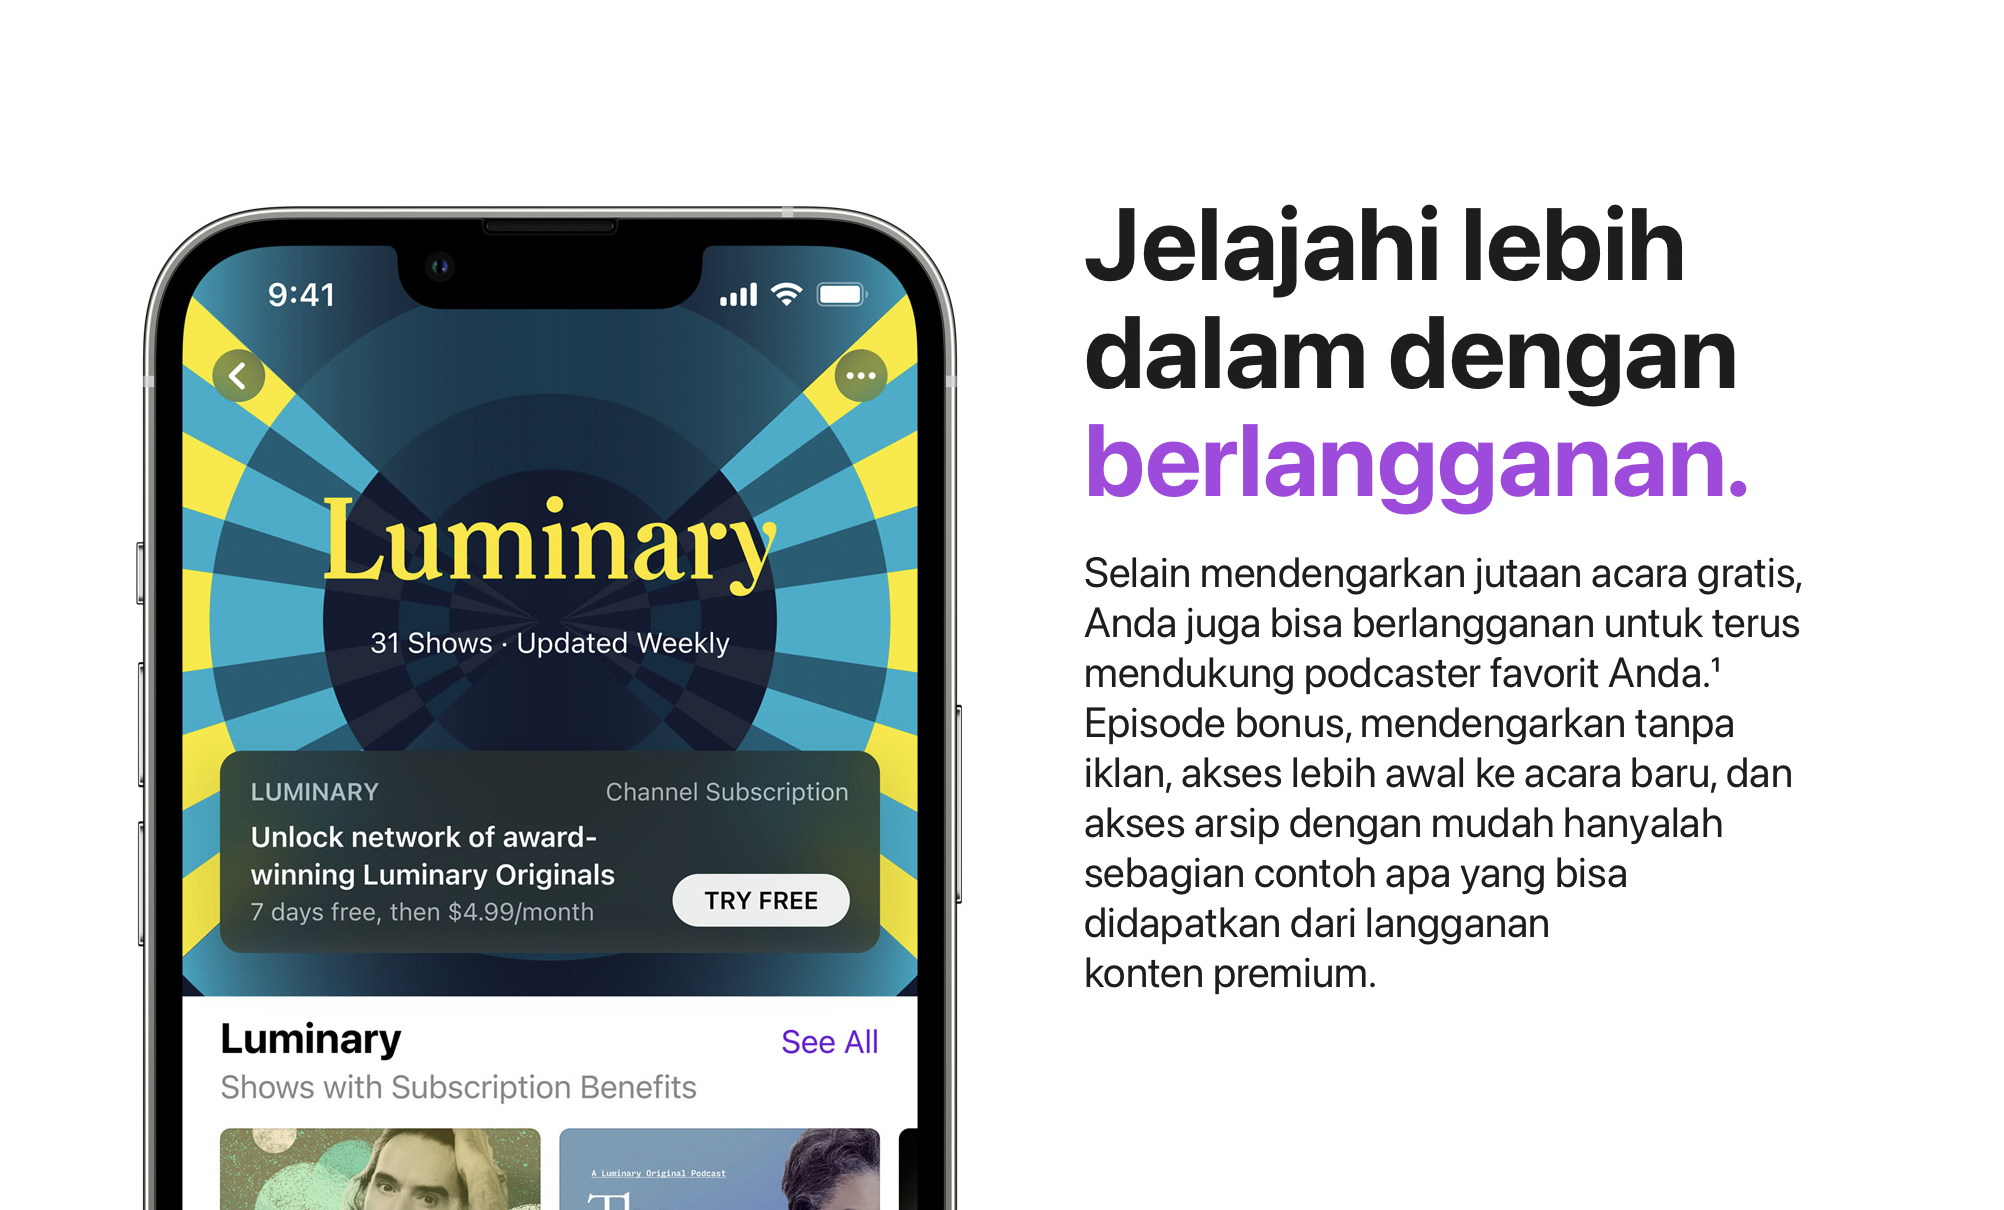 9:41
Luminary
31 Shows · Updated Weekly
LUMINARY
Channel Subscription
Unlock network of award-
winning Luminary Originals
7 days free, then $4.99/month
TRY FREE
Luminary
See All
Shows with Subscription Benefits
A Luminary Original Podcast
Jelajahi lebih
dalam dengan
berlangganan.
Selain mendengarkan jutaan acara gratis,
Anda juga bisa berlangganan untuk terus
mendukung podcaster favorit Anda.¹
Episode bonus, mendengarkan tanpa
iklan, akses lebih awal ke acara baru, dan
akses arsip dengan mudah hanyalah
sebagian contoh apa yang bisa
didapatkan dari langganan
konten premium.